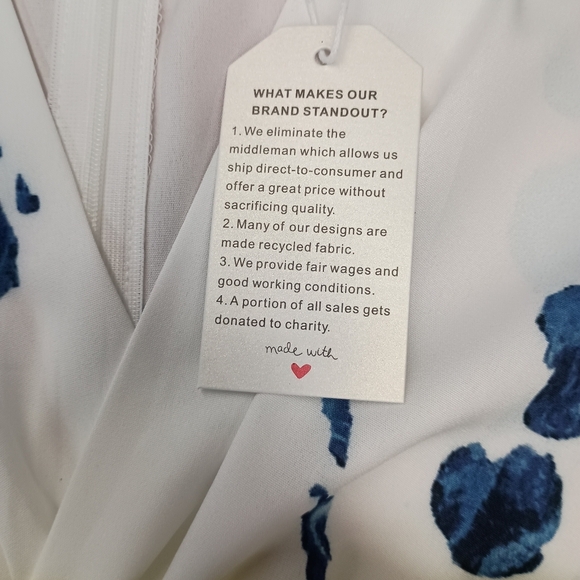 WHAT MAKES OUR
BRAND STANDOUT?
1. We eliminate the
middleman which allows us
ship direct-to-consumer and
offer a great price without
sacrificing quality.
2. Many of our designs are
made recycled fabric.
3. We provide fair wages and
good working conditions.
4. A portion of all sales gets
donated to charity.
made with